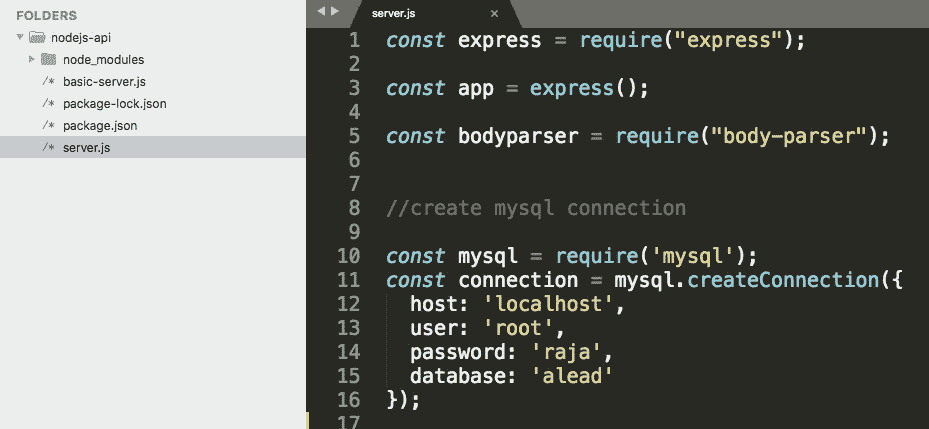 FOLDERS
nodejs-api
node_modules
/* basic-server.js
/* package-lock.json
/* package.json
/* server.js
server.js ×
1 const express = require("express");
2
3 const app = express();
4
5 const bodyparser = require("body-parser");
6
7
8 //create mysql connection
9
10 const mysql = require('mysql');
11 const connection = mysql.createConnection({
12 host: 'localhost',
13 user: 'root',
14 password: 'raja',
15 database: 'alead'
16 });
17